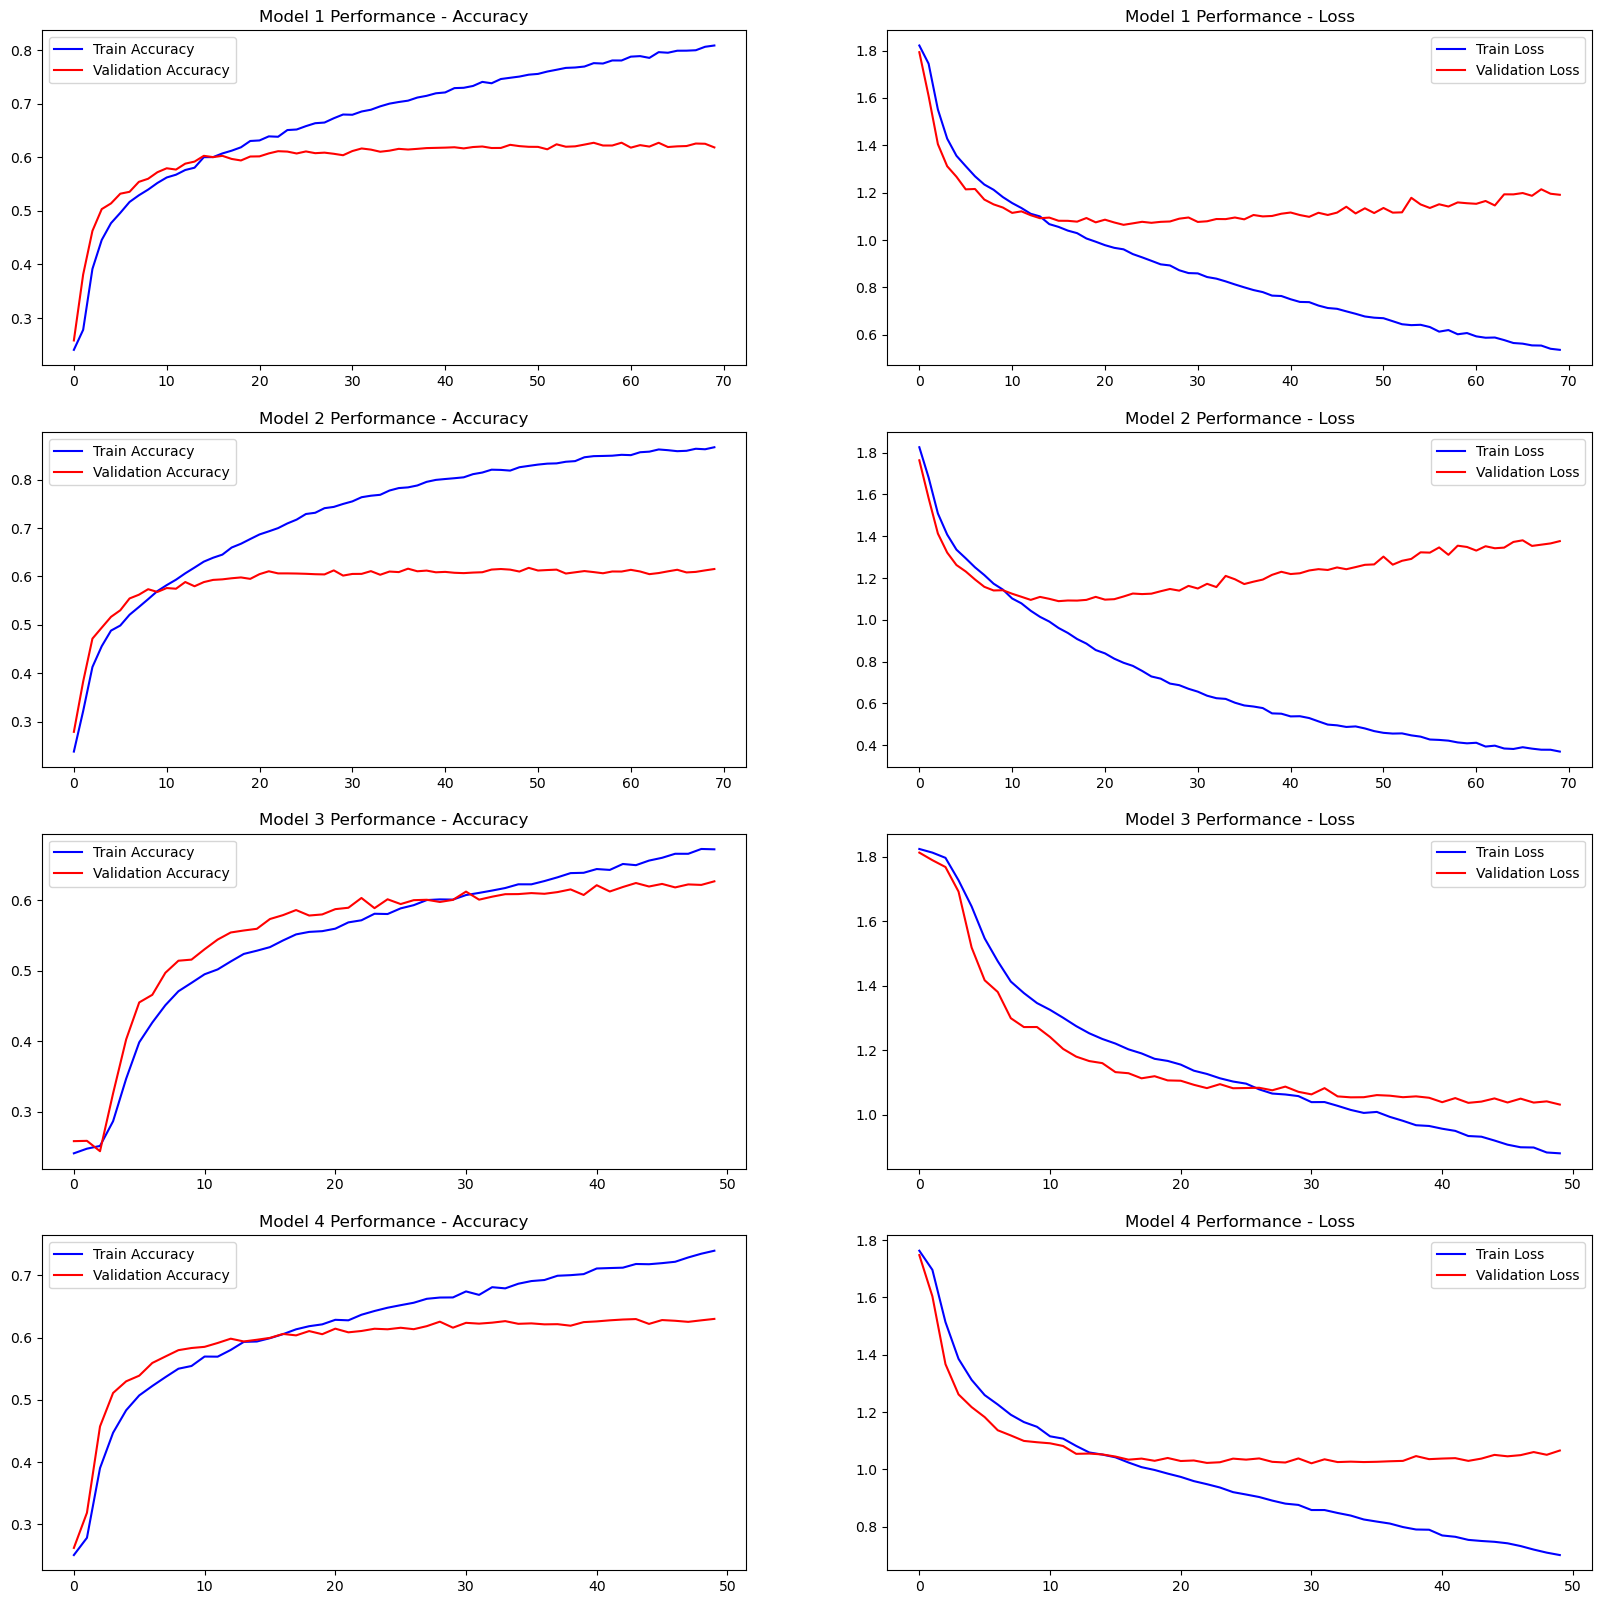 Model 1 Performance - Accuracy
Train Accuracy
Validation Accuracy
0.8
0.7
0.6
0.5
0.4
0.3
0 10 20 30 40 50 60 70
Model 1 Performance - Loss
Train Loss
Validation Loss
1.8
1.6
1.4
1.2
1.0
0.8
0.6
0 10 20 30 40 50 60 70
Model 2 Performance - Accuracy
Train Accuracy
Validation Accuracy
0.8
0.7
0.6
0.5
0.4
0.3
0 10 20 30 40 50 60 70
Model 2 Performance - Loss
Train Loss
Validation Loss
1.8
1.6
1.4
1.2
1.0
0.8
0.6
0.4
0 10 20 30 40 50 60 70
Model 3 Performance - Accuracy
Train Accuracy
Validation Accuracy
0.6
0.5
0.4
0.3
0 10 20 30 40 50
Model 3 Performance - Loss
Train Loss
Validation Loss
1.8
1.6
1.4
1.2
1.0
0 10 20 30 40 50
Model 4 Performance - Accuracy
Train Accuracy
Validation Accuracy
0.7
0.6
0.5
0.4
0.3
0 10 20 30 40 50
Model 4 Performance - Loss
Train Loss
Validation Loss
1.8
1.6
1.4
1.2
1.0
0.8
0 10 20 30 40 50